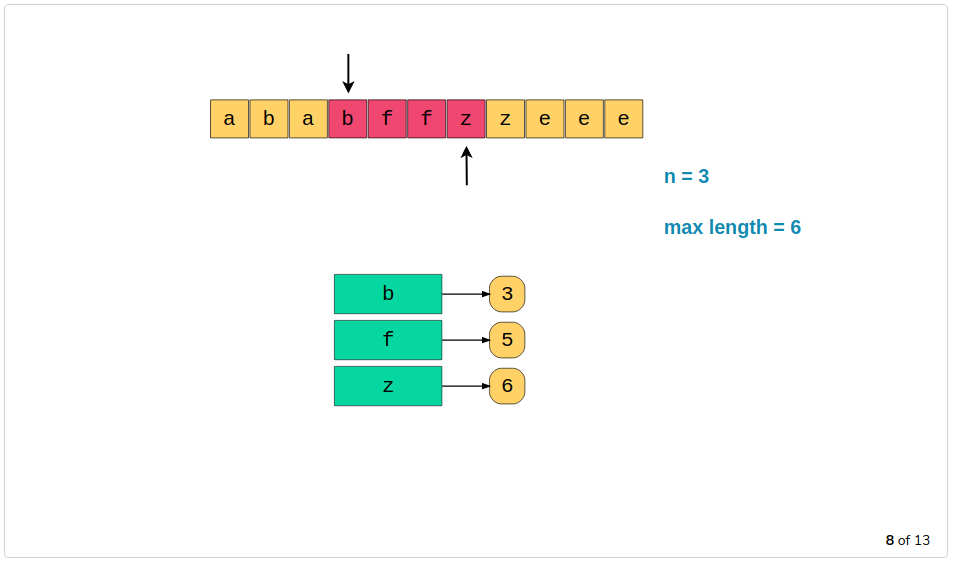 a b a b f f z z e e e
n = 3
max length = 6
b 3
f 5
z 6
8 of 13